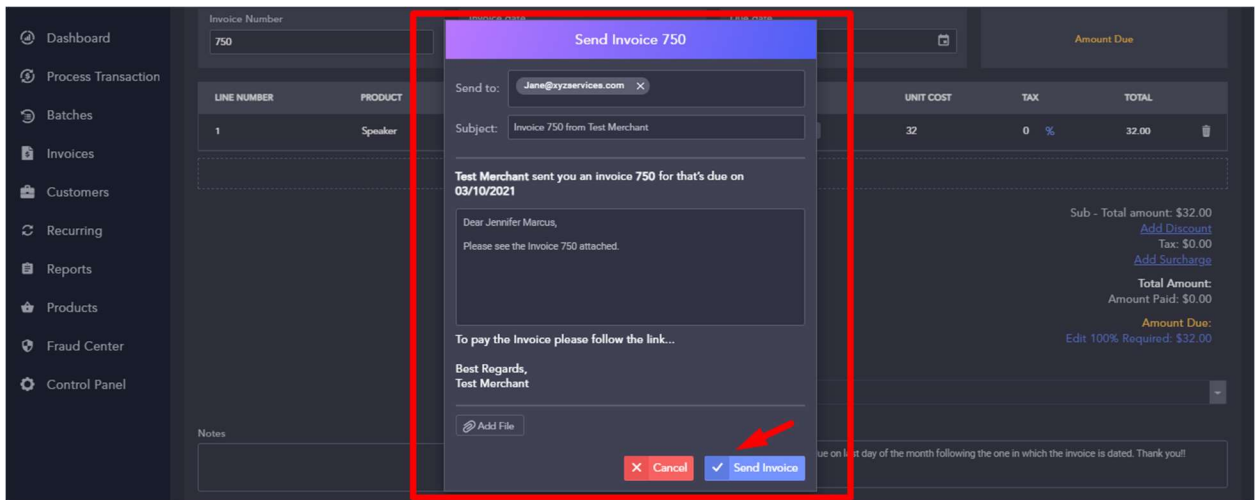 Dashboard
Process Transaction
Batches
Invoices
Customers
Recurring
Reports
Products
Fraud Center
Control Panel
Invoice Number
750
Invoice date
Due date
Amount Due
LINE NUMBER PRODUCT UNIT COST TAX TOTAL
1 Speaker 32 0 % 32.00
Sub - Total amount: $32.00
Add Discount
Tax: $0.00
Add Surcharge
Total Amount:
Amount Paid: $0.00
Amount Due:
Edit 100% Required: $32.00
Notes
ue on last day of the month following the one in which the invoice is dated. Thank you!!
Send Invoice 750
Send to: Jane@xyzservices.com
Subject: Invoice 750 from Test Merchant
Test Merchant sent you an invoice 750 for that's due on
03/10/2021
Dear Jennifer Marcus,
Please see the Invoice 750 attached.
To pay the Invoice please follow the link...
Best Regards,
Test Merchant
Add File
Cancel
Send Invoice